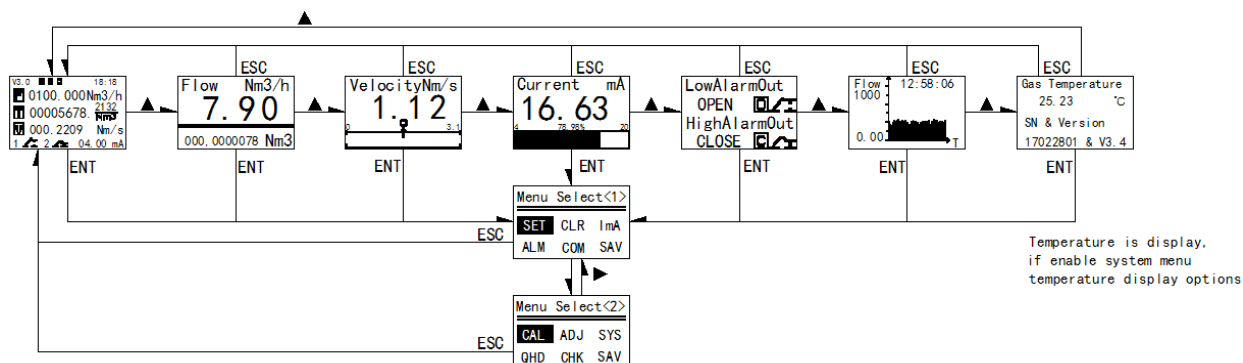 ▲
ESC ESC ESC ESC ESC ESC
V3.0 18:18
0100.000Nm3/h
00005678. 2132 Nm3
000.2209 Nm/s
1 2 04.00 mA
▲
Flow Nm3/h
7.90
000,0000078 Nm3
▲
VelocityNm/s
1.12
0 3.1
▲
Current mA
16.63
4 78.98% 20
▲
LowAlarmOut
OPEN O
HighAlarmOut
CLOSE C
▲
Flow 12:58:06
1000
0.00 T
▲
Gas Temperature
25.23 ℃
SN & Version
17022801 & V3.4
ENT ENT ENT ENT ENT ENT ENT
Menu Select<1>
SET CLR ImA
ALM COM SAV
ESC
▶
Menu Select<2>
CAL ADJ SYS
QHD CHK SAV
ESC
Temperature is display,
if enable system menu
temperature display options